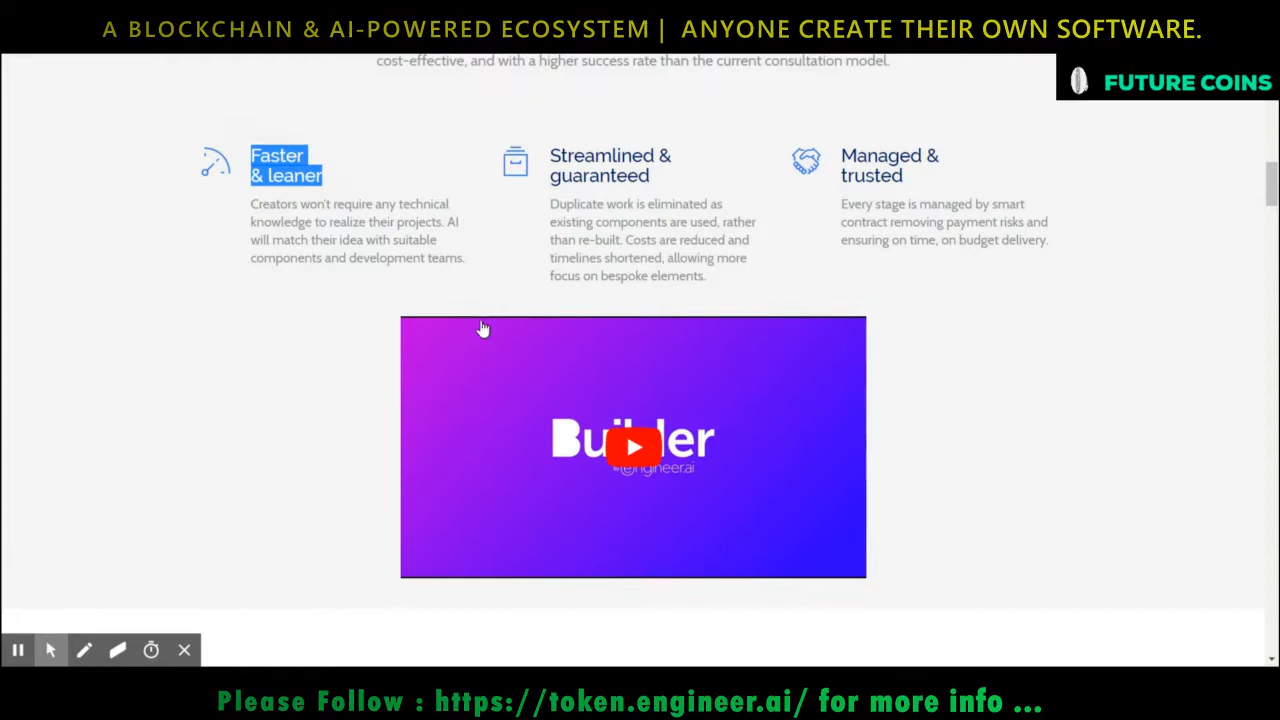 A BLOCKCHAIN & AI-POWERED ECOSYSTEM | ANYONE CREATE THEIR OWN SOFTWARE.
cost-effective, and with a higher success rate than the current consultation model.
FUTURE COINS
Faster
& leaner
Creators won't require any technical
knowledge to realize their projects. AI
will match their idea with suitable
components and development teams.
Streamlined &
guaranteed
Duplicate work is eliminated as
existing components are used, rather
than re-built. Costs are reduced and
timelines shortened, allowing more
focus on bespoke elements.
Managed &
trusted
Every stage is managed by smart
contract removing payment risks and
ensuring on time, on budget delivery.
Builder
@engineer.ai
Please Follow : https://token.engineer.ai/ for more info ...